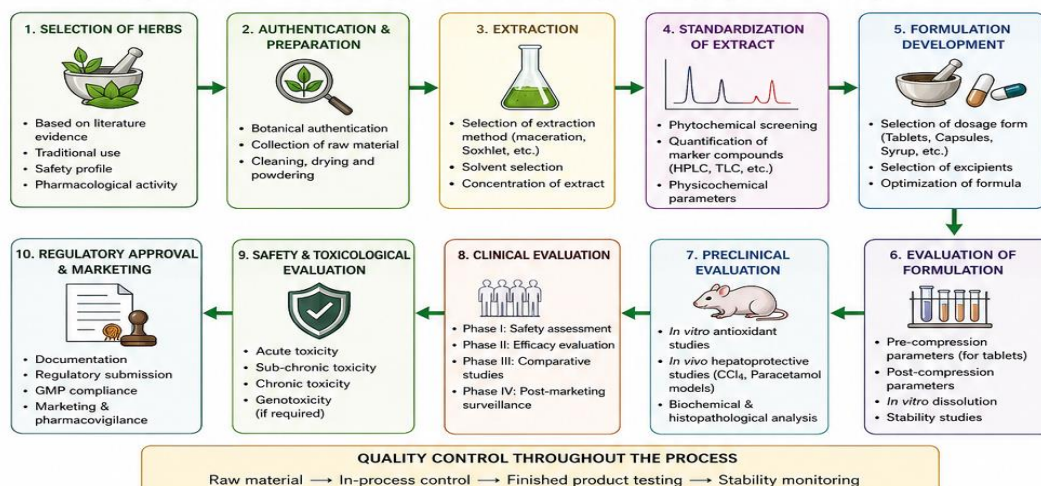 1. SELECTION OF HERBS
• Based on literature
evidence
• Traditional use
• Safety profile
• Pharmacological activity
2. AUTHENTICATION &
PREPARATION
• Botanical authentication
• Collection of raw material
• Cleaning, drying and
powdering
3. EXTRACTION
• Selection of extraction
method (maceration,
Soxhlet, etc.)
• Solvent selection
• Concentration of extract
4. STANDARDIZATION
OF EXTRACT
• Phytochemical screening
• Quantification of
marker compounds
(HPLC, TLC, etc.)
• Physicochemical
parameters
5. FORMULATION
DEVELOPMENT
• Selection of dosage form
(Tablets, Capsules,
Syrup, etc.)
• Selection of excipients
• Optimization of formula
6. EVALUATION OF
FORMULATION
• Pre-compression
parameters (for tablets)
• Post-compression
parameters
• In vitro dissolution
• Stability studies
7. PRECLINICAL
EVALUATION
• In vitro antioxidant
studies
• In vivo hepatoprotective
studies (CCl₄, Paracetamol
models)
• Biochemical &
histopathological analysis
8. CLINICAL EVALUATION
• Phase I: Safety assessment
• Phase II: Efficacy evaluation
• Phase III: Comparative
studies
• Phase IV: Post-marketing
surveillance
9. SAFETY & TOXICOLOGICAL
EVALUATION
• Acute toxicity
• Sub-chronic toxicity
• Chronic toxicity
• Genotoxicity
(if required)
10. REGULATORY APPROVAL
& MARKETING
• Documentation
• Regulatory submission
• GMP compliance
• Marketing &
pharmacovigilance
QUALITY CONTROL THROUGHOUT THE PROCESS
Raw material → In-process control → Finished product testing → Stability monitoring